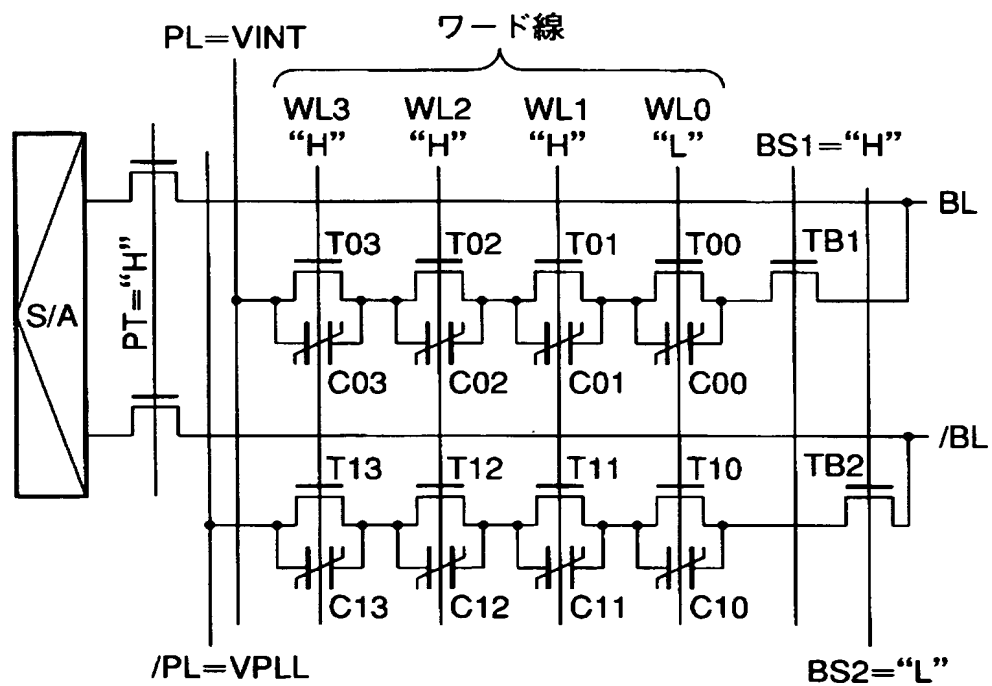 ワード線
PL=VINT
WL3 WL2 WL1 WL0
“H” “H” “H” “L” BS1=“H”
BL
T03 T02 T01 T00 TB1
S/A
PT=“H”
C03 C02 C01 C00
/BL
T13 T12 T11 T10 TB2
C13 C12 C11 C10
/PL=VPLL
BS2=“L”